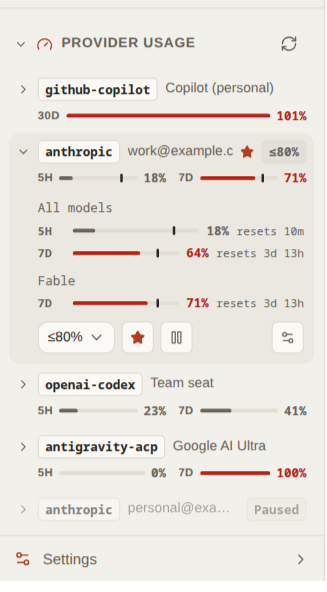 PROVIDER USAGE
github-copilot Copilot (personal)
30D 101%
anthropic work@example.c ≤80%
5H 18% 7D 71%
All models
5H 18% resets 10m
7D 64% resets 3d 13h
Fable
7D 71% resets 3d 13h
≤80%
openai-codex Team seat
5H 23% 7D 41%
antigravity-acp Google AI Ultra
5H 0% 7D 100%
anthropic personal@exa… Paused
Settings